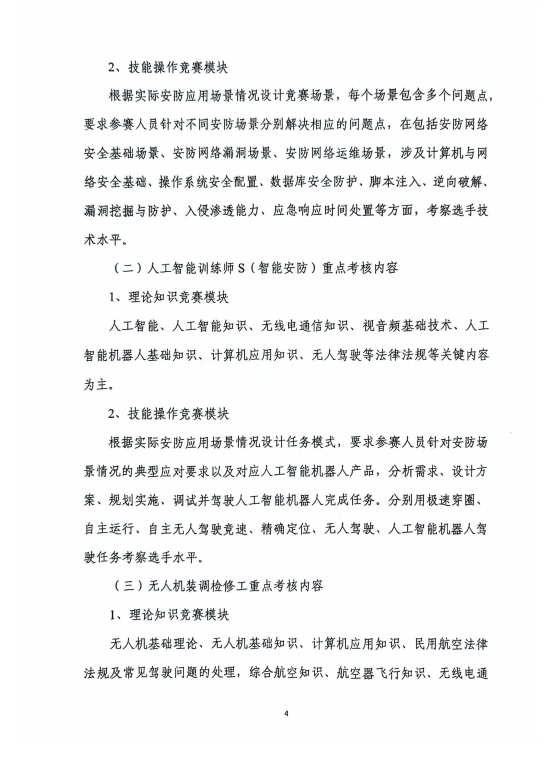 2、技能操作竞赛模块
根据实际安防应用场景情况设计竞赛场景，每个场景包含多个问题点，
要求参赛人员针对不同安防场景分别解决相应的问题点，在包括安防网络
安全基础场景、安防网络漏洞场景、安防网络运维场景，涉及计算机与网
络安全基础、操作系统安全配置、数据库安全防护、脚本注入、逆向破解、
漏洞挖掘与防护、入侵渗透能力、应急响应时间处置等方面，考察选手技
术水平。
（二）人工智能训练师S（智能安防）重点考核内容
1、理论知识竞赛模块
人工智能、人工智能知识、无线电通信知识、视音频基础技术、人工
智能机器人基础知识、计算机应用知识、无人驾驶等法律法规等关键内容
为主。
2、技能操作竞赛模块
根据实际安防应用场景情况设计任务模式，要求参赛人员针对安防场
景情况的典型应对要求以及对应人工智能机器人产品，分析需求、设计方
案、规划实施、调试并驾驶人工智能机器人完成任务。分别用极速穿圈、
自主运行、自主无人驾驶竞速、精确定位、无人驾驶、人工智能机器人驾
驶任务考察选手水平。
（三）无人机装调检修工重点考核内容
1、理论知识竞赛模块
无人机基础理论、无人机基础知识、计算机应用知识、民用航空法律
法规及常见驾驶问题的处理，综合航空知识、航空器飞行知识、无线电通
4